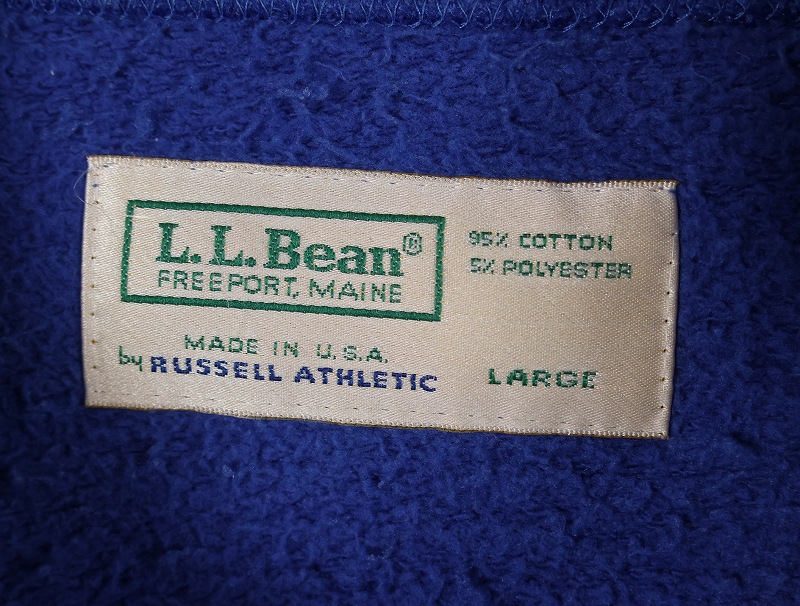 L.L.Bean®
FREEPORT, MAINE
95% COTTON
5% POLYESTER
MADE IN U.S.A.
by RUSSELL ATHLETIC
LARGE